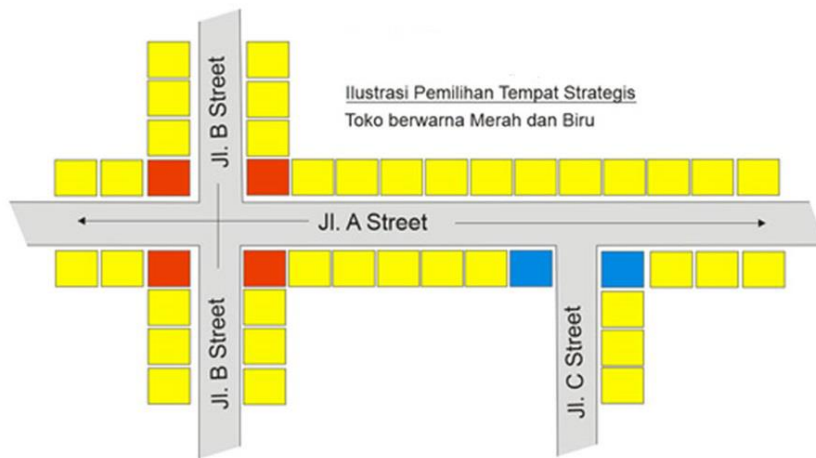 Jl. B Street
Ilustrasi Pemilihan Tempat Strategis
Toko berwarna Merah dan Biru
Jl. A Street
Jl. B Street
Jl. C Street